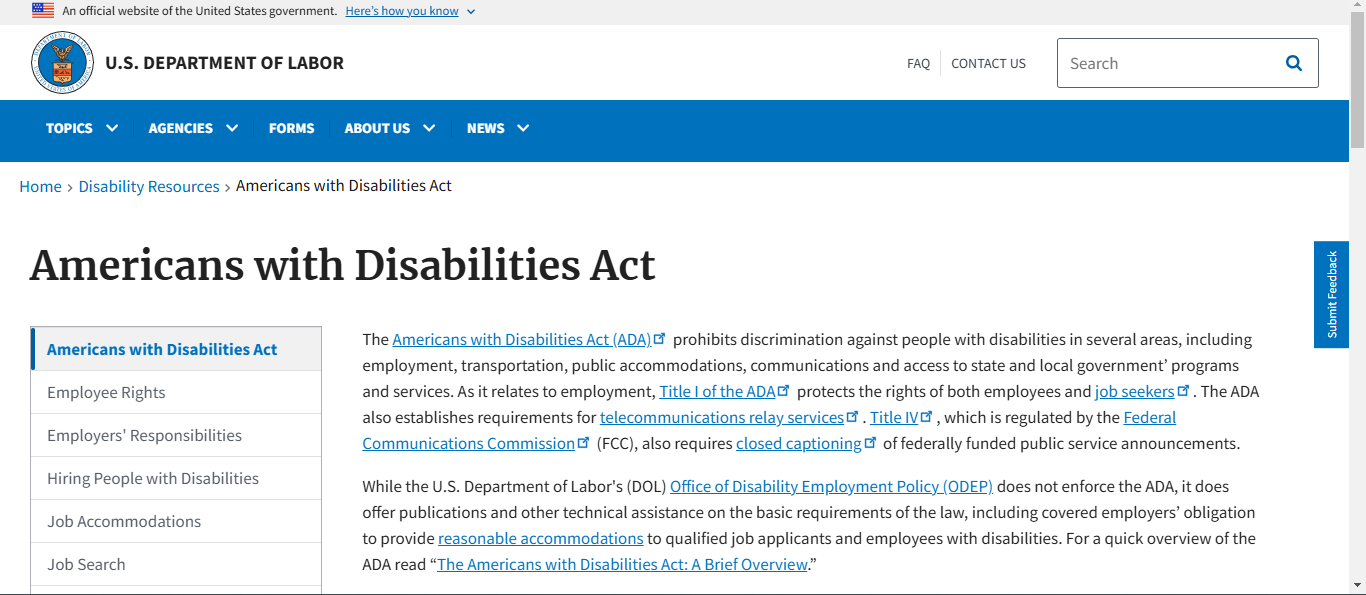 An official website of the United States government. Here's how you know
U.S. DEPARTMENT OF LABOR
FAQ
CONTACT US
Search
TOPICS
AGENCIES
FORMS
ABOUT US
NEWS
Home › Disability Resources › Americans with Disabilities Act
Americans with Disabilities Act
Submit Feedback
Americans with Disabilities Act
Employee Rights
Employers' Responsibilities
Hiring People with Disabilities
Job Accommodations
Job Search
The Americans with Disabilities Act (ADA) prohibits discrimination against people with disabilities in several areas, including
employment, transportation, public accommodations, communications and access to state and local government’ programs
and services. As it relates to employment, Title I of the ADA protects the rights of both employees and job seekers . The ADA
also establishes requirements for telecommunications relay services . Title IV , which is regulated by the Federal
Communications Commission (FCC), also requires closed captioning of federally funded public service announcements.
While the U.S. Department of Labor's (DOL) Office of Disability Employment Policy (ODEP) does not enforce the ADA, it does
offer publications and other technical assistance on the basic requirements of the law, including covered employers’ obligation
to provide reasonable accommodations to qualified job applicants and employees with disabilities. For a quick overview of the
ADA read “The Americans with Disabilities Act: A Brief Overview.”